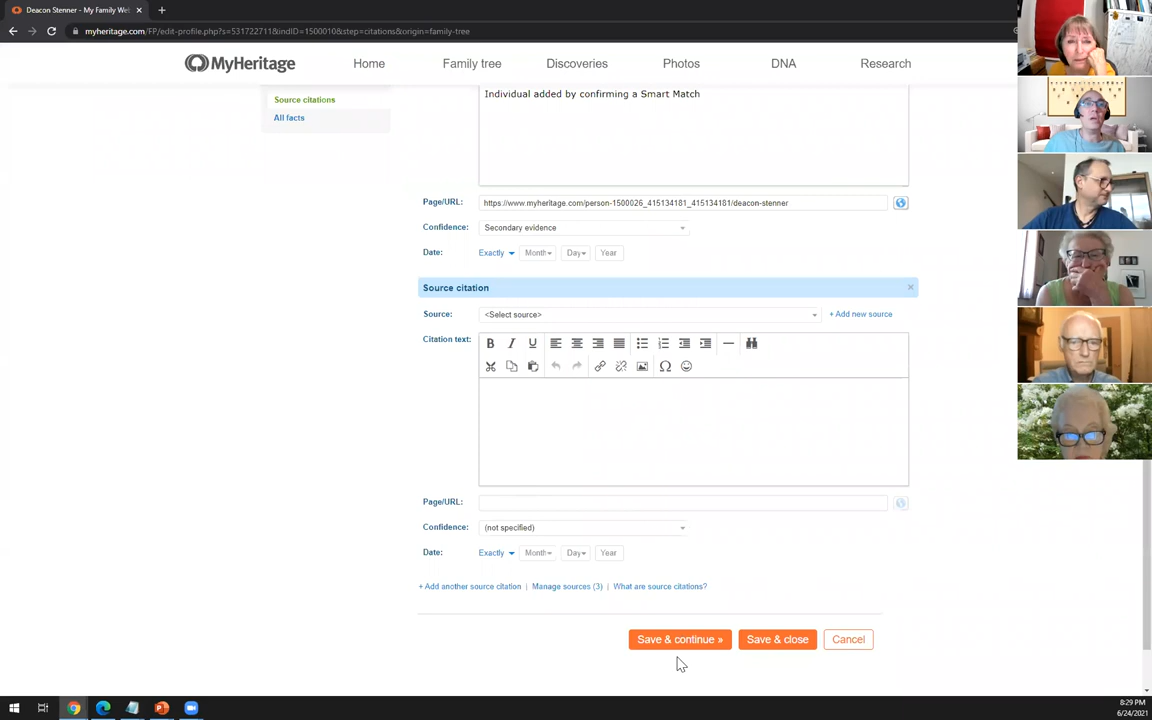 Deacon Stenner - My Family We
myheritage.com/FP/edit-profile.php?s=531722711&indID=1500010&step=citations&origin=family-tree
MyHeritage Home Family tree Discoveries Photos DNA Research
Source citations
All facts
Individual added by confirming a Smart Match
Page/URL: https://www.myheritage.com/person-1500026_415134181_415134181/deacon-stenner
Confidence: Secondary evidence
Date: Exactly Month Day Year
Source citation
Source: <Select source> + Add new source
Citation text:
B I U
Page/URL:
Confidence: (not specified)
Date: Exactly Month Day Year
+ Add another source citation | Manage sources (3) | What are source citations?
Save & continue » Save & close Cancel
8:29 PM
6/24/2021